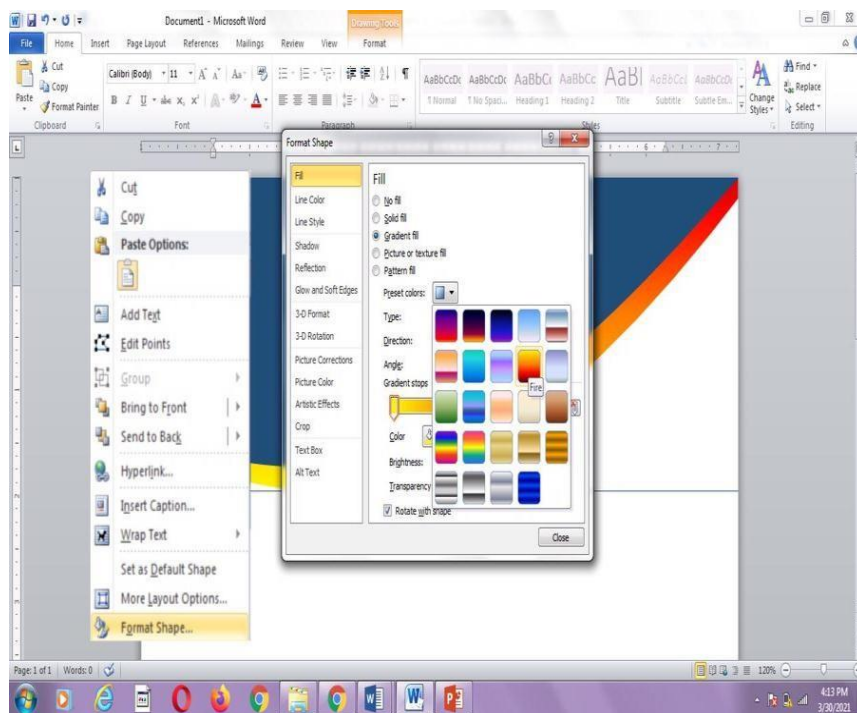 Document1 - Microsoft Word
Drawing Tools
File Home Insert Page Layout References Mailings Review View Format
Paste
Cut
Copy
Format Painter
Clipboard
Calibri (Body) 11
Font
Paragraph
AaBbCcDc AaBbCcDc AaBbCc AaBbCc AaBl AaBbCcL AaBbCcDc
¶ Normal ¶ No Spaci... Heading 1 Heading 2 Title Subtitle Subtle Em...
Styles
Change Styles
Find
Replace
Select
Editing
Cut
Copy
Paste Options:
Add Text
Edit Points
Group
Bring to Front
Send to Back
Hyperlink...
Insert Caption...
Wrap Text
Set as Default Shape
More Layout Options...
Format Shape...
Format Shape
Fill
Line Color
Line Style
Shadow
Reflection
Glow and Soft Edges
3-D Format
3-D Rotation
Picture Corrections
Picture Color
Artistic Effects
Crop
Text Box
Alt Text
Fill
No fill
Solid fill
Gradient fill
Picture or texture fill
Pattern fill
Preset colors:
Type:
Direction:
Angle:
Gradient stops
Fire
Color
Brightness:
Transparency
Rotate with shape
Close
6 7
Page: 1 of 1 Words: 0 120%
4:13 PM
3/30/2021